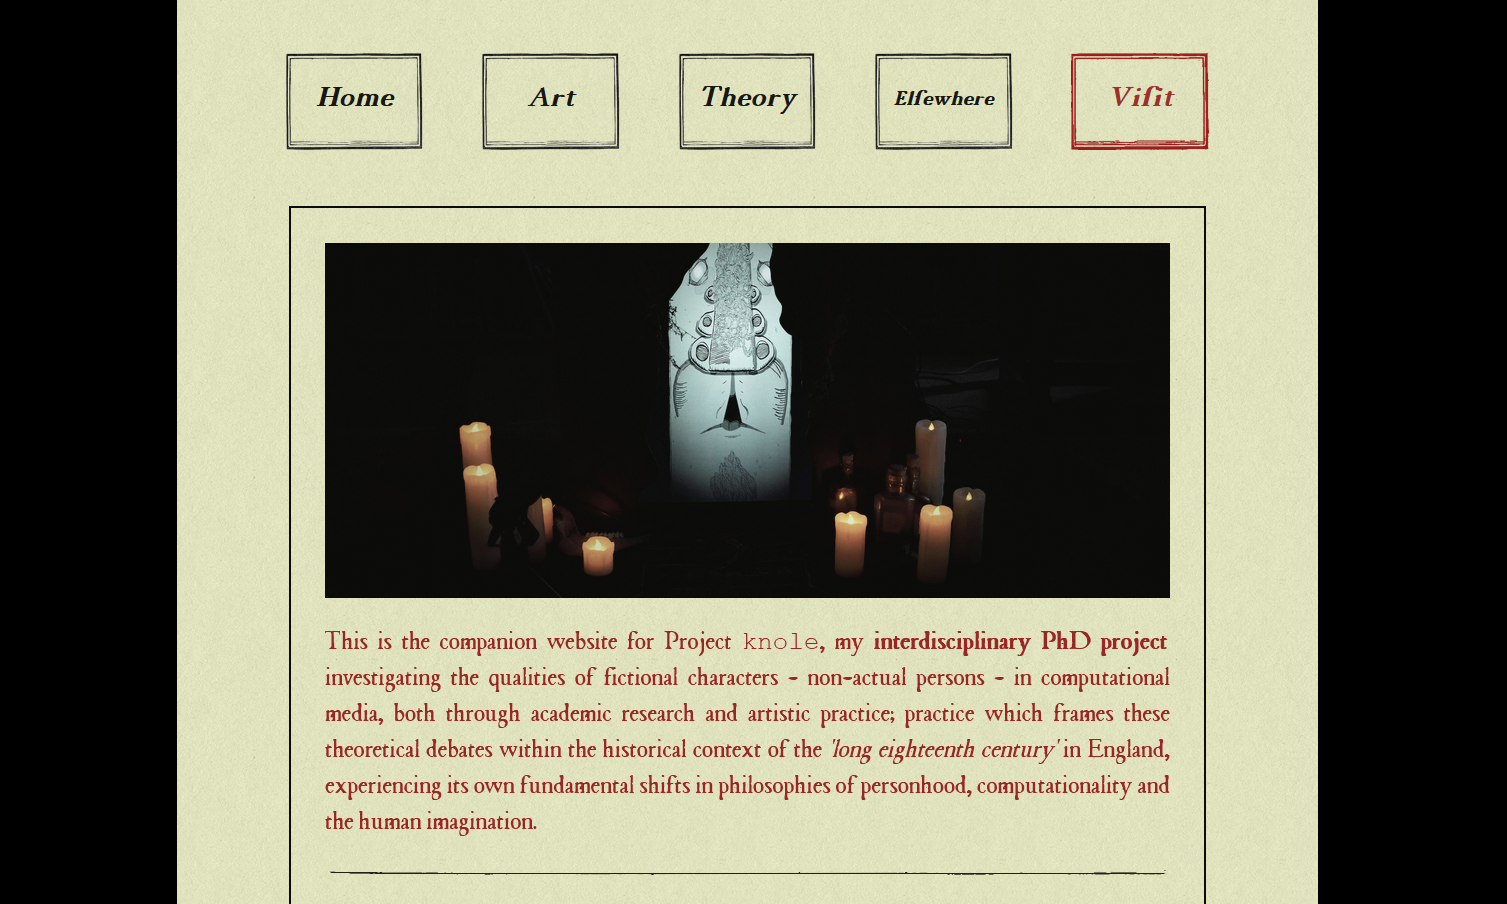 Home
Art
Theory
Elſewhere
Viſit
This is the companion website for Project knole, my interdisciplinary PhD project
investigating the qualities of fictional characters - non-actual persons - in computational
media, both through academic research and artistic practice; practice which frames these
theoretical debates within the historical context of the 'long eighteenth century' in England,
experiencing its own fundamental shifts in philosophies of personhood, computationality and
the human imagination.